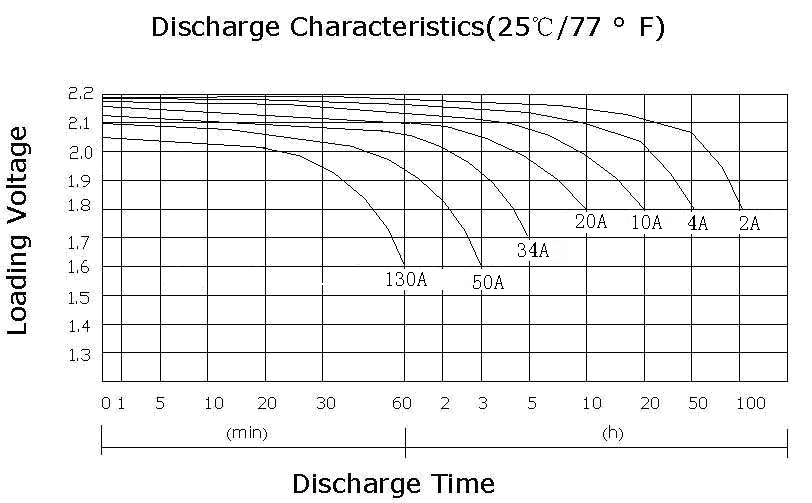 Discharge Characteristics(25℃/77 ° F)
Loading Voltage
2.2
2.1
2.0
1.9
1.8
1.7
1.6
1.5
1.4
1.3
130A 50A 34A 20A 10A 4A 2A
0 1 5 10 20 30 60 2 3 5 10 20 50 100
(min) (h)
Discharge Time